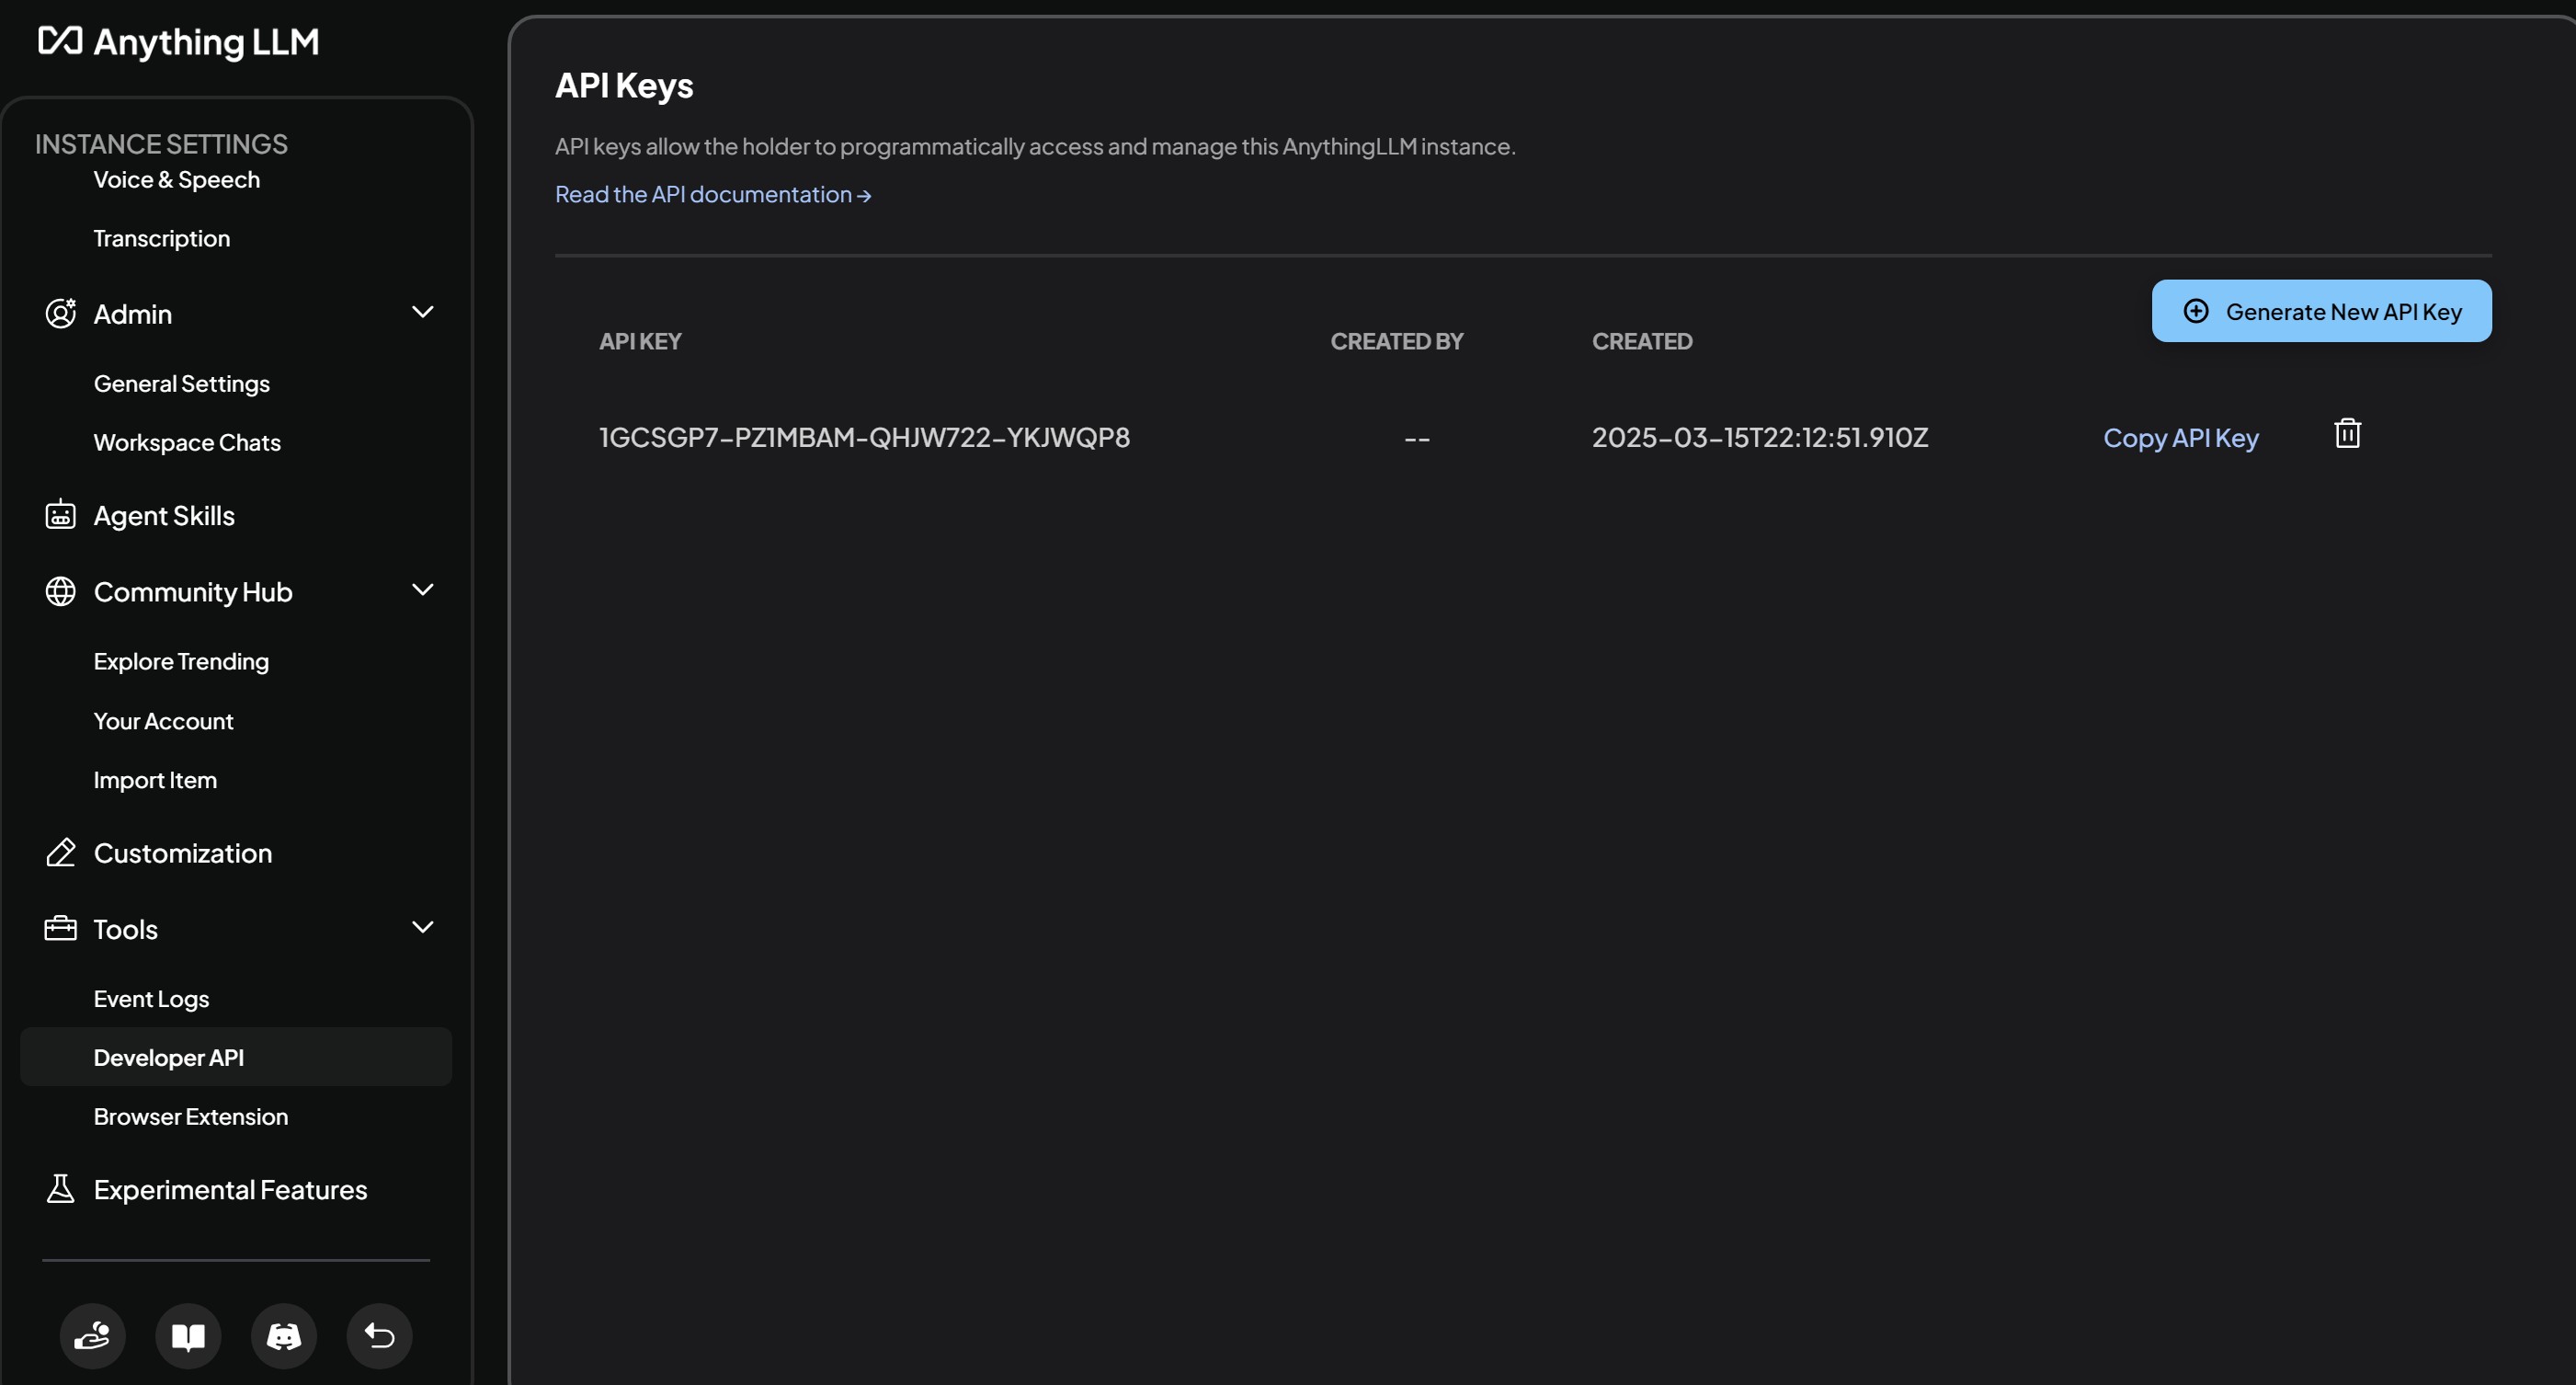 Anything LLM
INSTANCE SETTINGS
Voice & Speech
Transcription
Admin
General Settings
Workspace Chats
Agent Skills
Community Hub
Explore Trending
Your Account
Import Item
Customization
Tools
Event Logs
Developer API
Browser Extension
Experimental Features
API Keys
API keys allow the holder to programmatically access and manage this AnythingLLM instance.
Read the API documentation →
Generate New API Key
API KEY CREATED BY CREATED
1GCSGP7-PZ1MBAM-QHJW722-YKJWQP8 -- 2025-03-15T22:12:51.910Z Copy API Key